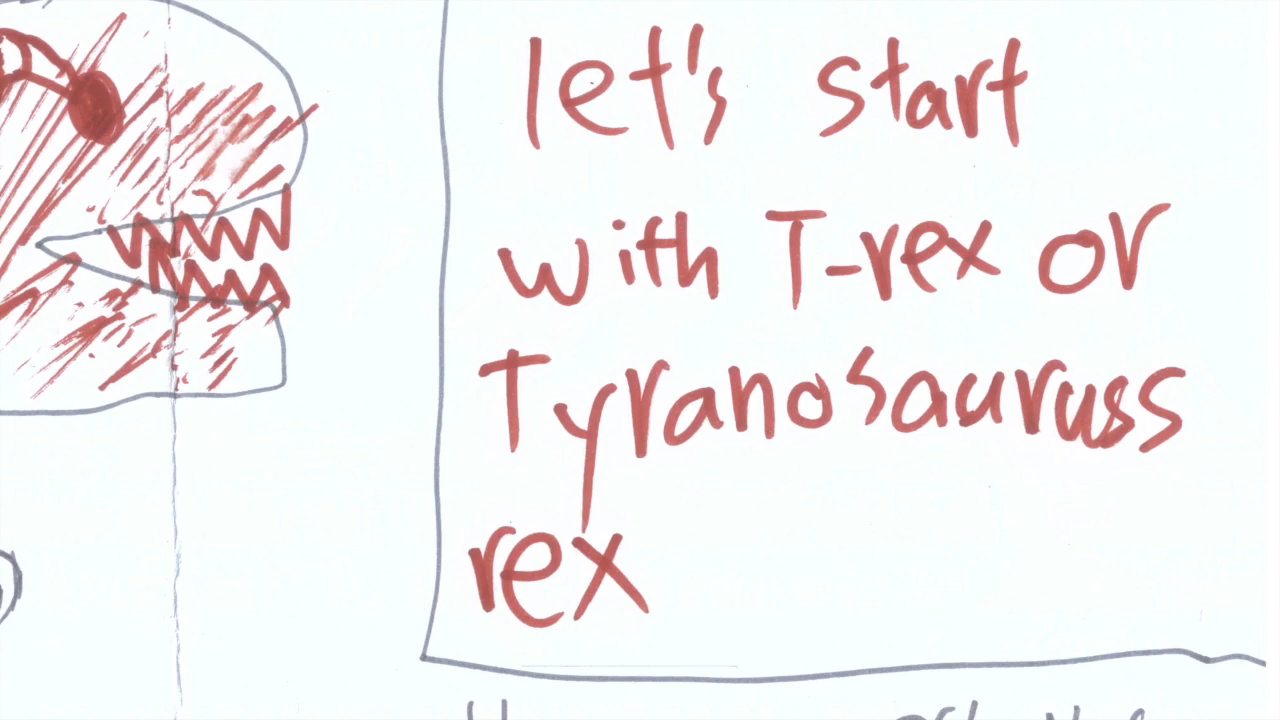 let's start
with T-rex or
Tyranosauruss
rex